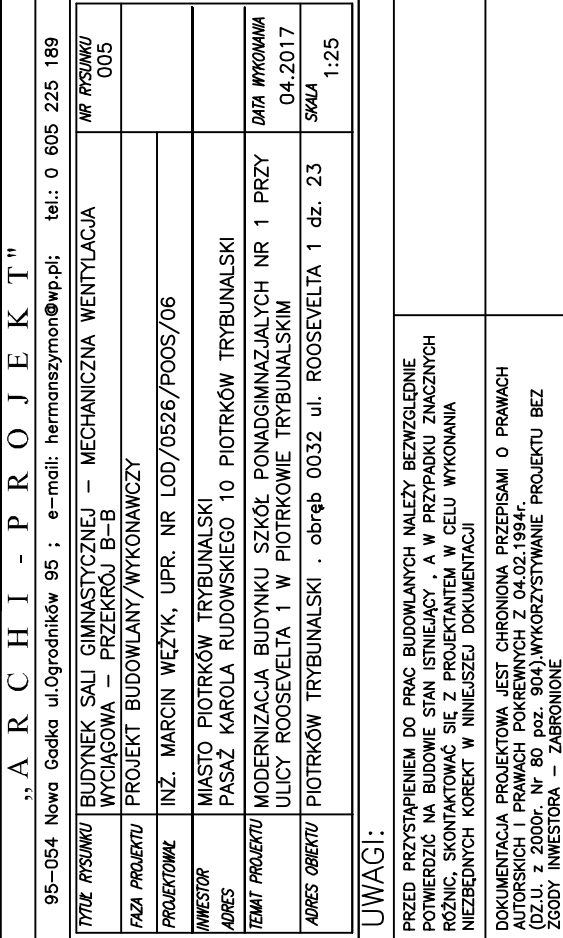 „ A R C H I - P R O J E K T "
95-054 Nowa Gadka ul.Ogrodników 95 ; e-mail: hermanszymon@wp.pl; tel.: 0 605 225 189
TYTUŁ RYSUNKU
BUDYNEK SALI GIMNASTYCZNEJ - MECHANICZNA WENTYLACJA
WYCIĄGOWA - PRZEKRÓJ B-B
NR RYSUNKU
005
FAZA PROJEKTU
PROJEKT BUDOWLANY/WYKONAWCZY
PROJEKTOWAŁ
INŻ. MARCIN WĘŻYK, UPR. NR LOD/0526/POOS/06
INWESTOR
ADRES
MIASTO PIOTRKÓW TRYBUNALSKI
PASAŻ KAROLA RUDOWSKIEGO 10 PIOTRKÓW TRYBUNALSKI
TEMAT PROJEKTU
MODERNIZACJA BUDYNKU SZKÓŁ PONADGIMNAZJALYCH NR 1 PRZY
ULICY ROOSEVELTA 1 W PIOTRKOWIE TRYBUNALSKIM
DATA WYKONANIA
04.2017
ADRES OBIEKTU
PIOTRKÓW TRYBUNALSKI . obręb 0032 ul. ROOSEVELTA 1 dz. 23
SKALA
1:25
UWAGI:
PRZED PRZYSTĄPIENIEM DO PRAC BUDOWLANYCH NALEŻY BEZWZGLĘDNIE
POTWIERDZIĆ NA BUDOWIE STAN ISTNIEJĄCY , A W PRZYPADKU ZNACZNYCH
RÓŻNIC, SKONTAKTOWAĆ SIĘ Z PROJEKTANTEM W CELU WYKONANIA
NIEZBĘDNYCH KOREKT W NINIEJSZEJ DOKUMENTACJI
DOKUMENTACJA PROJEKTOWA JEST CHRONIONA PRZEPISAMI O PRAWACH
AUTORSKICH I PRAWACH POKREWNYCH Z 04.02.1994r.
(DZ.U. z 2000r. Nr 80 poz. 904).WYKORZYSTYWANIE PROJEKTU BEZ
ZGODY INWESTORA - ZABRONIONE